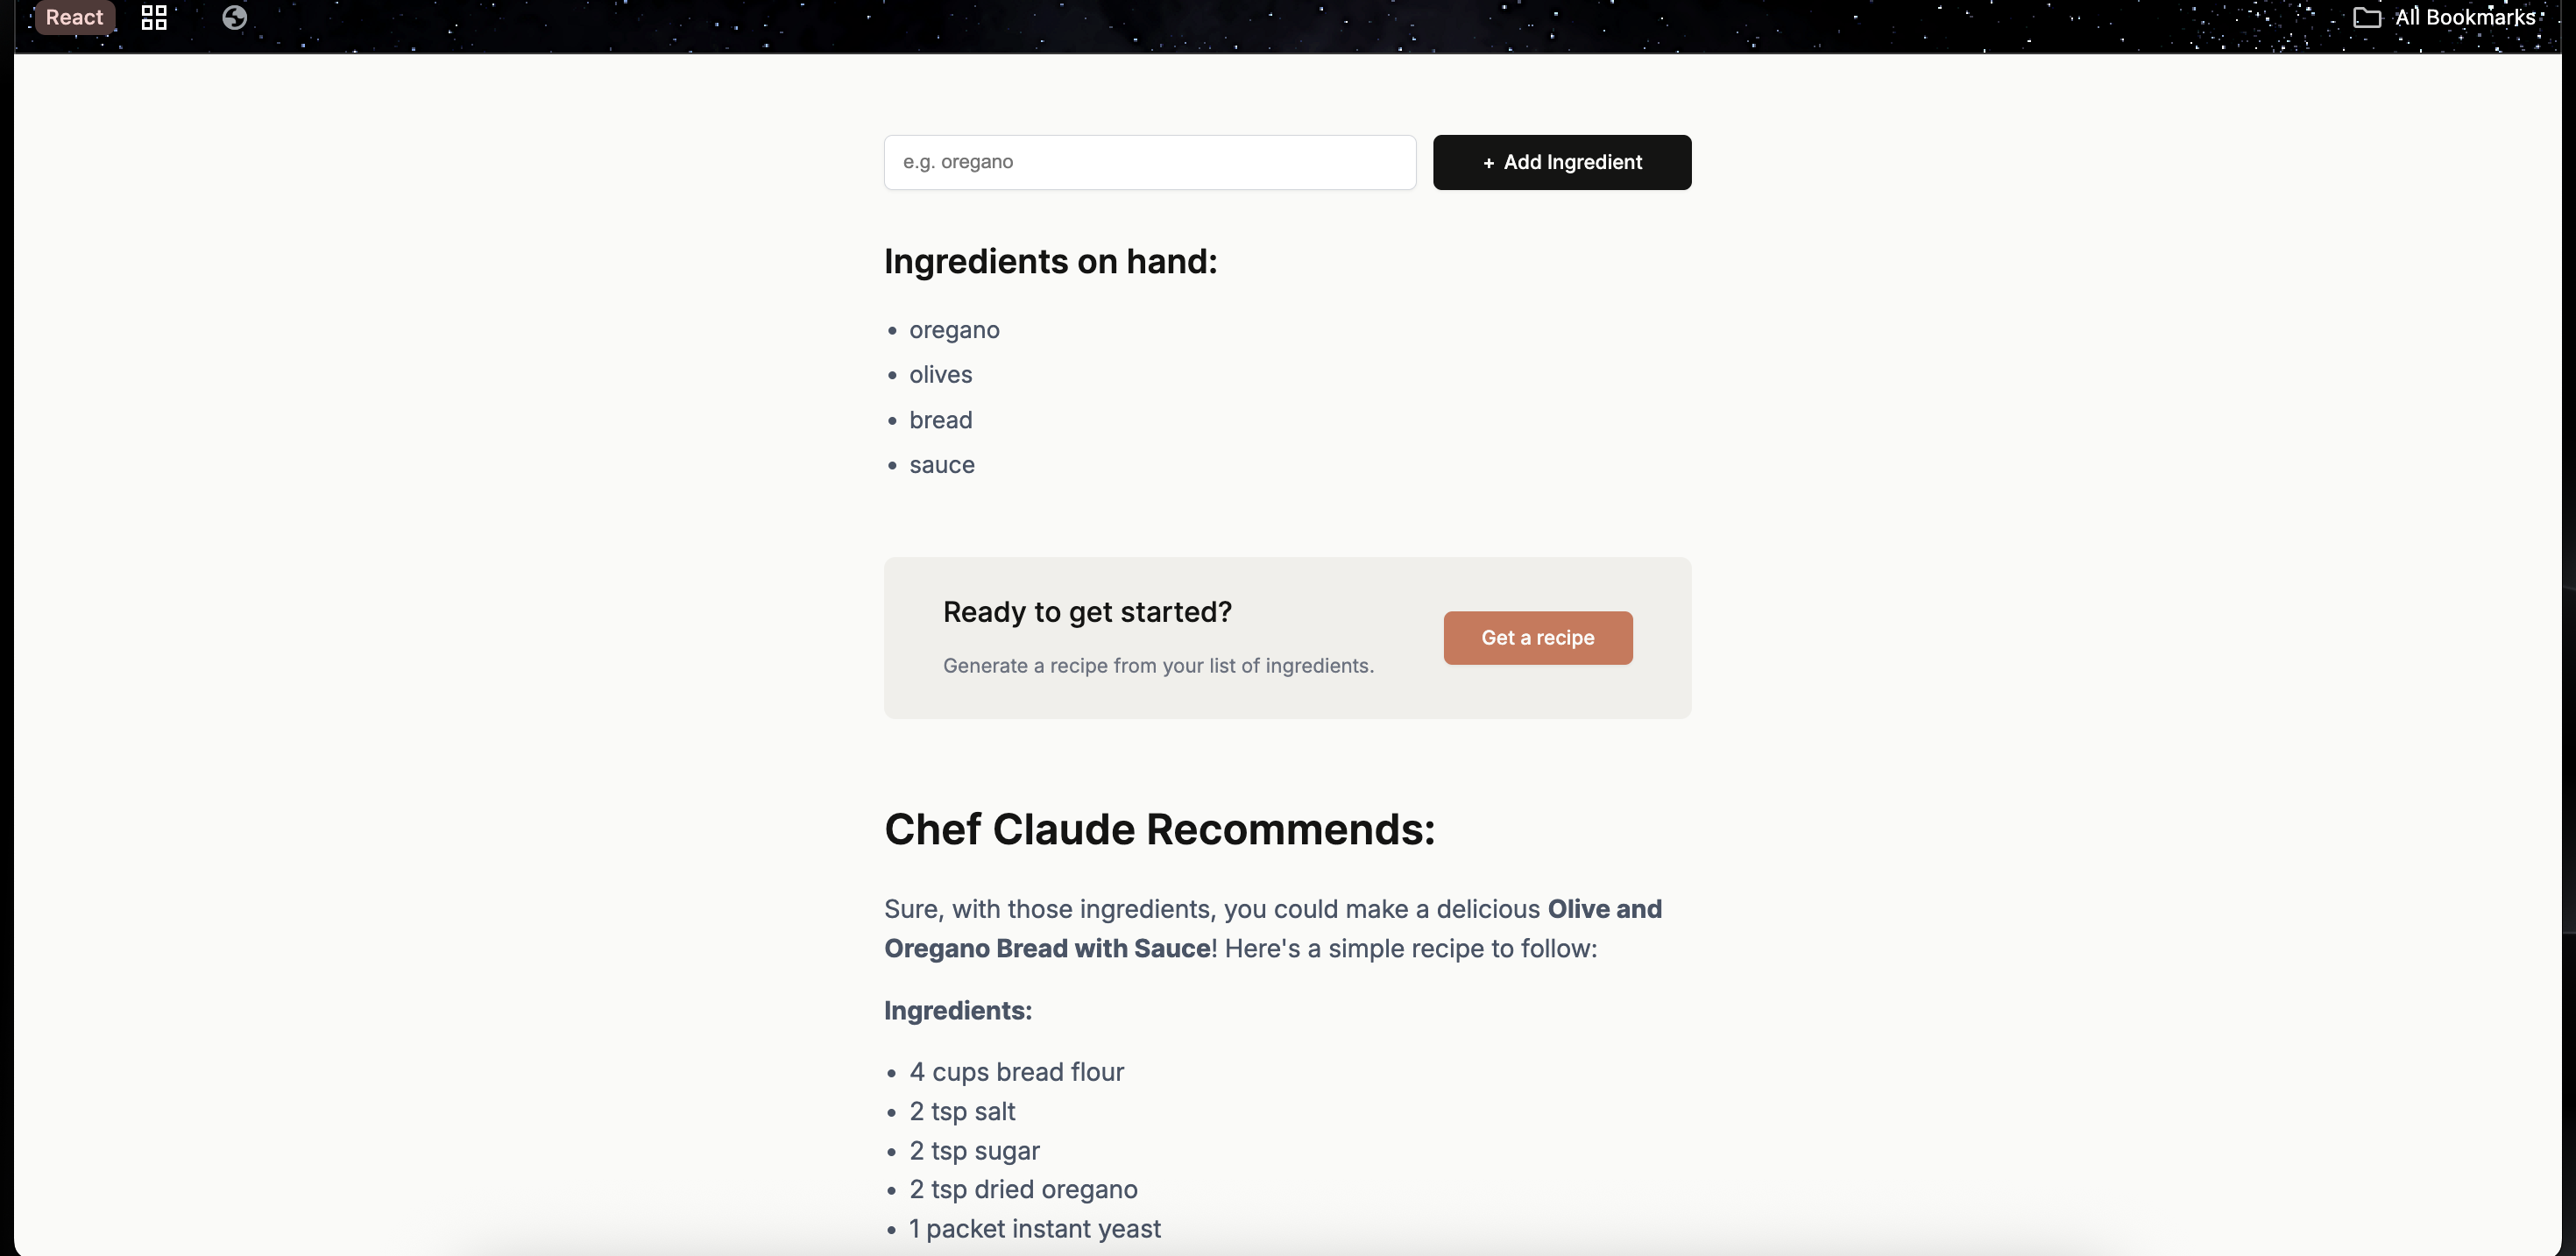 React
All Bookmarks
e.g. oregano
+ Add Ingredient
Ingredients on hand:
• oregano
• olives
• bread
• sauce
Ready to get started?
Generate a recipe from your list of ingredients.
Get a recipe
Chef Claude Recommends:
Sure, with those ingredients, you could make a delicious Olive and
Oregano Bread with Sauce! Here's a simple recipe to follow:
Ingredients:
• 4 cups bread flour
• 2 tsp salt
• 2 tsp sugar
• 2 tsp dried oregano
• 1 packet instant yeast